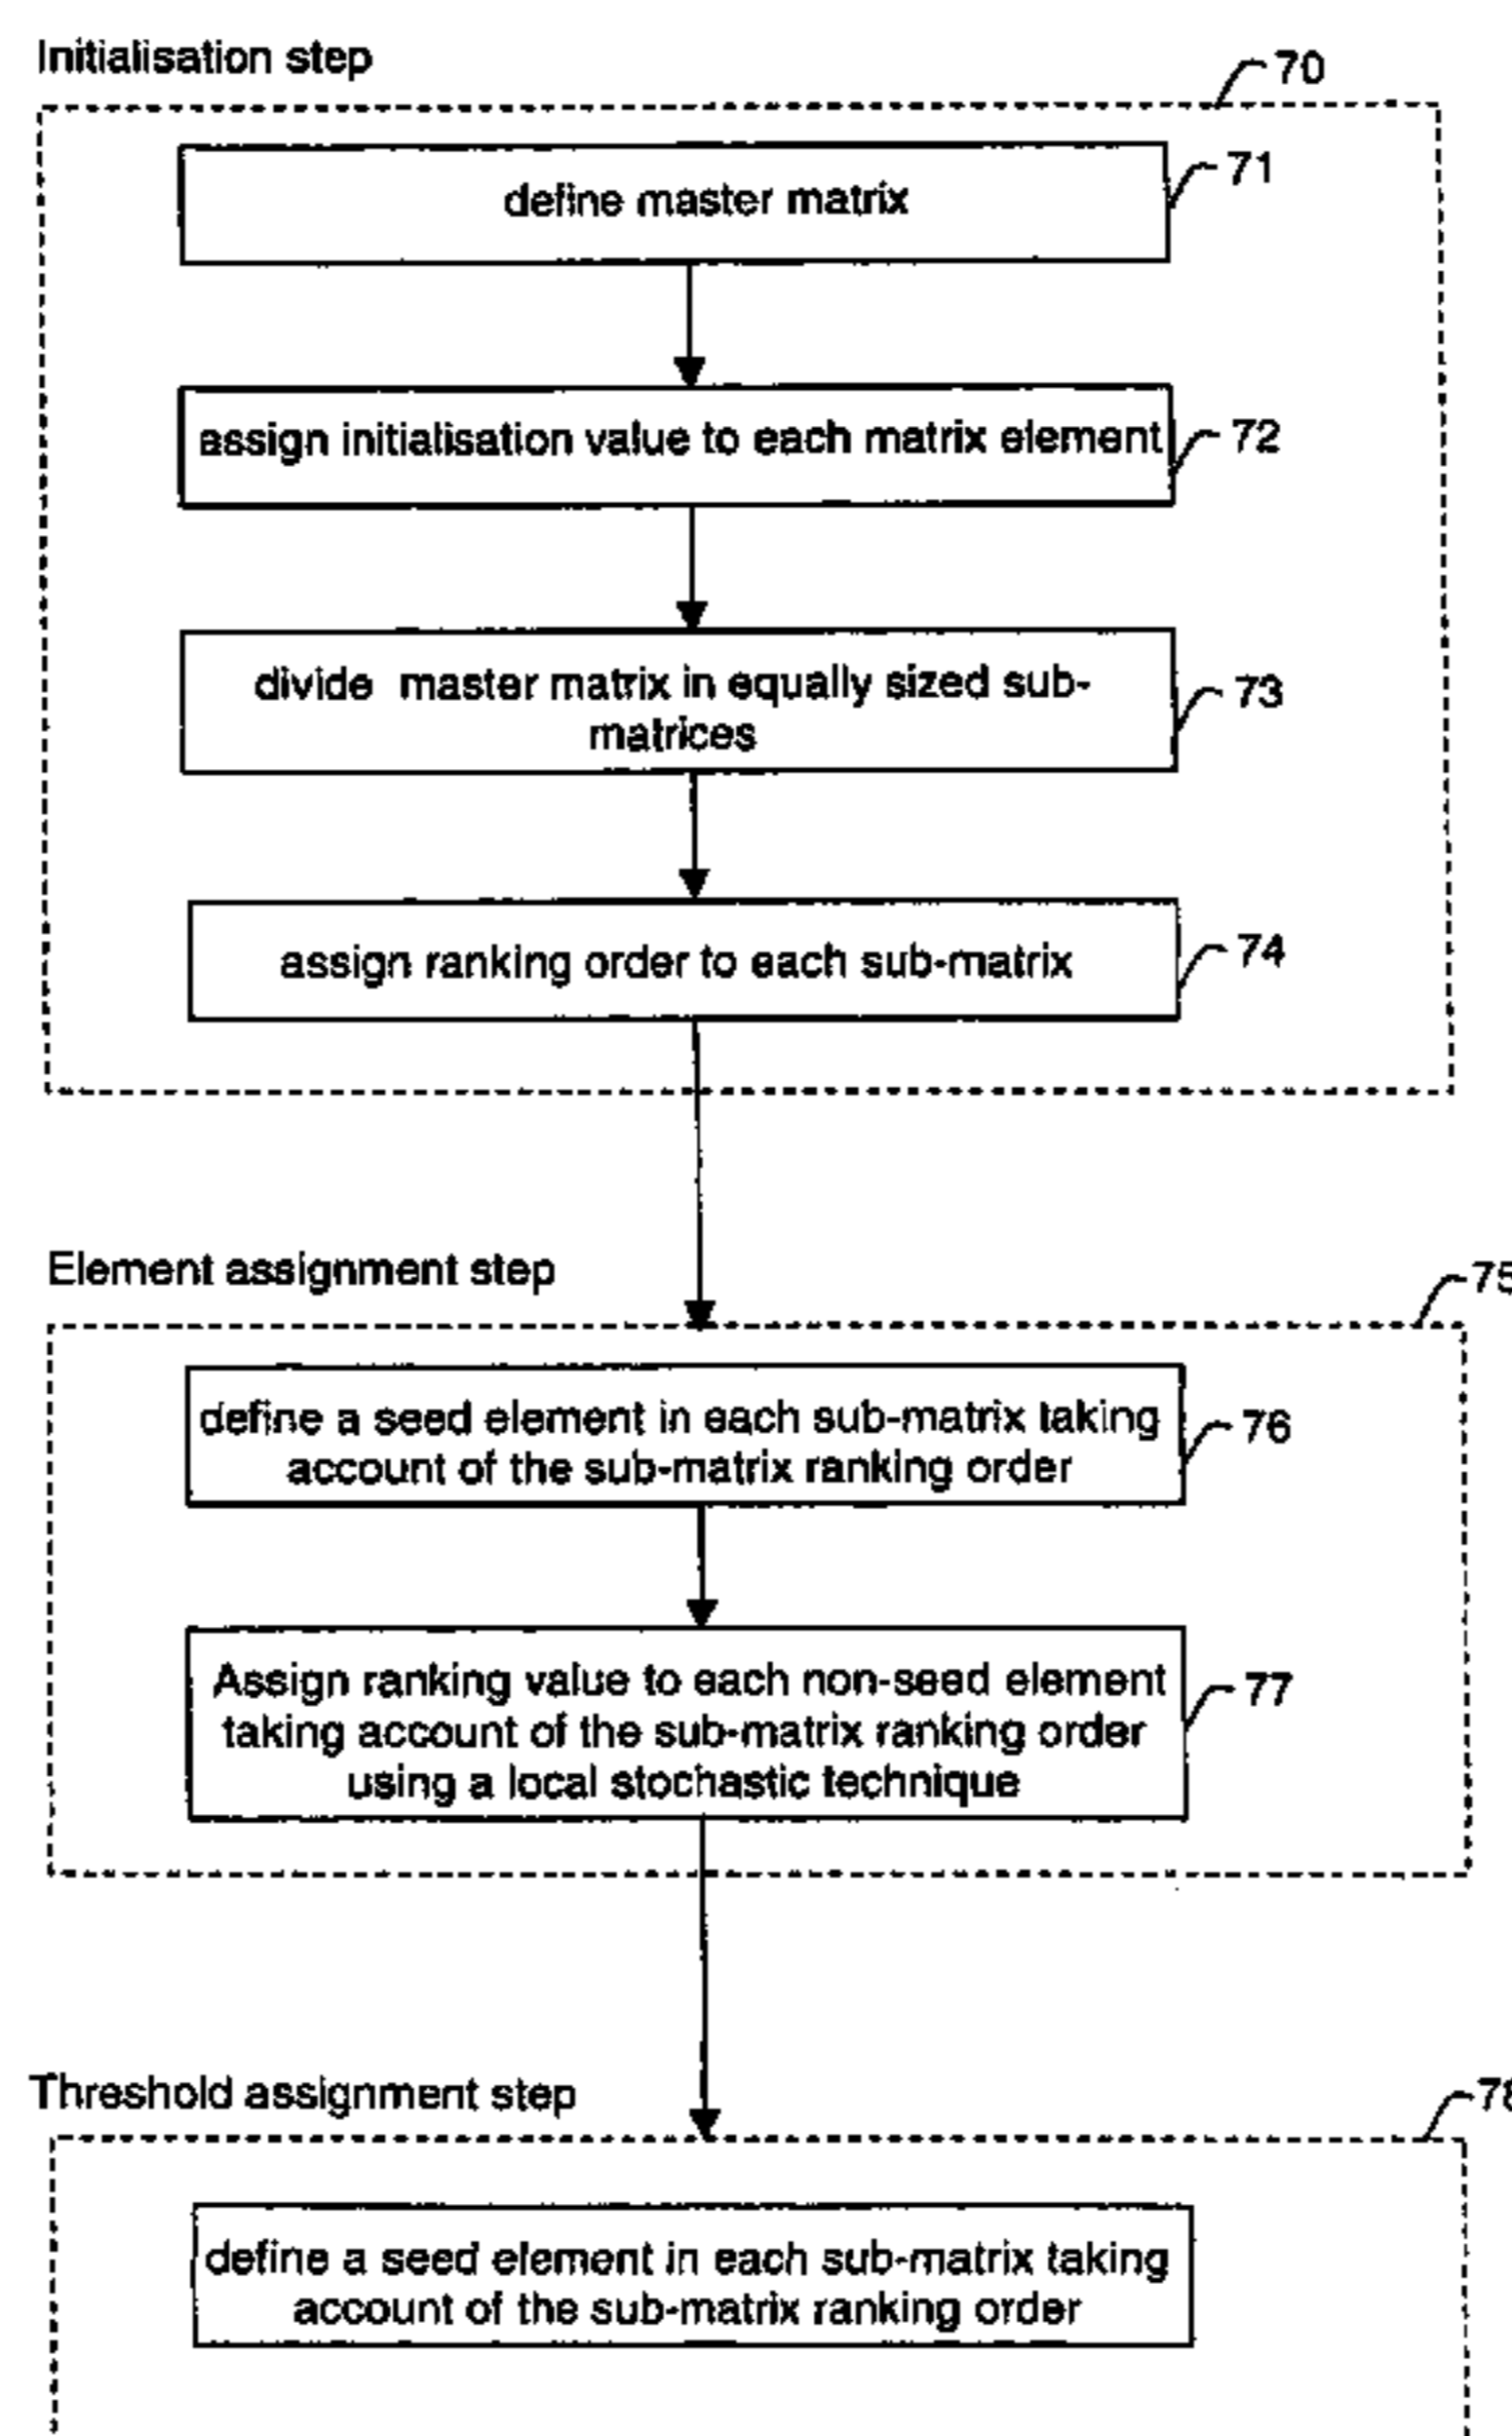 Initialisation step
70
define master matrix
71
assign initialisation value to each matrix element
72
divide master matrix in equally sized sub-
matrices
73
assign ranking order to each sub-matrix
74
Element assignment step
75
define a seed element in each sub-matrix taking
account of the sub-matrix ranking order
76
Assign ranking value to each non-seed element
taking account of the sub-matrix ranking order
using a local stochastic technique
77
Threshold assignment step
78
define a seed element in each sub-matrix taking
account of the sub-matrix ranking order